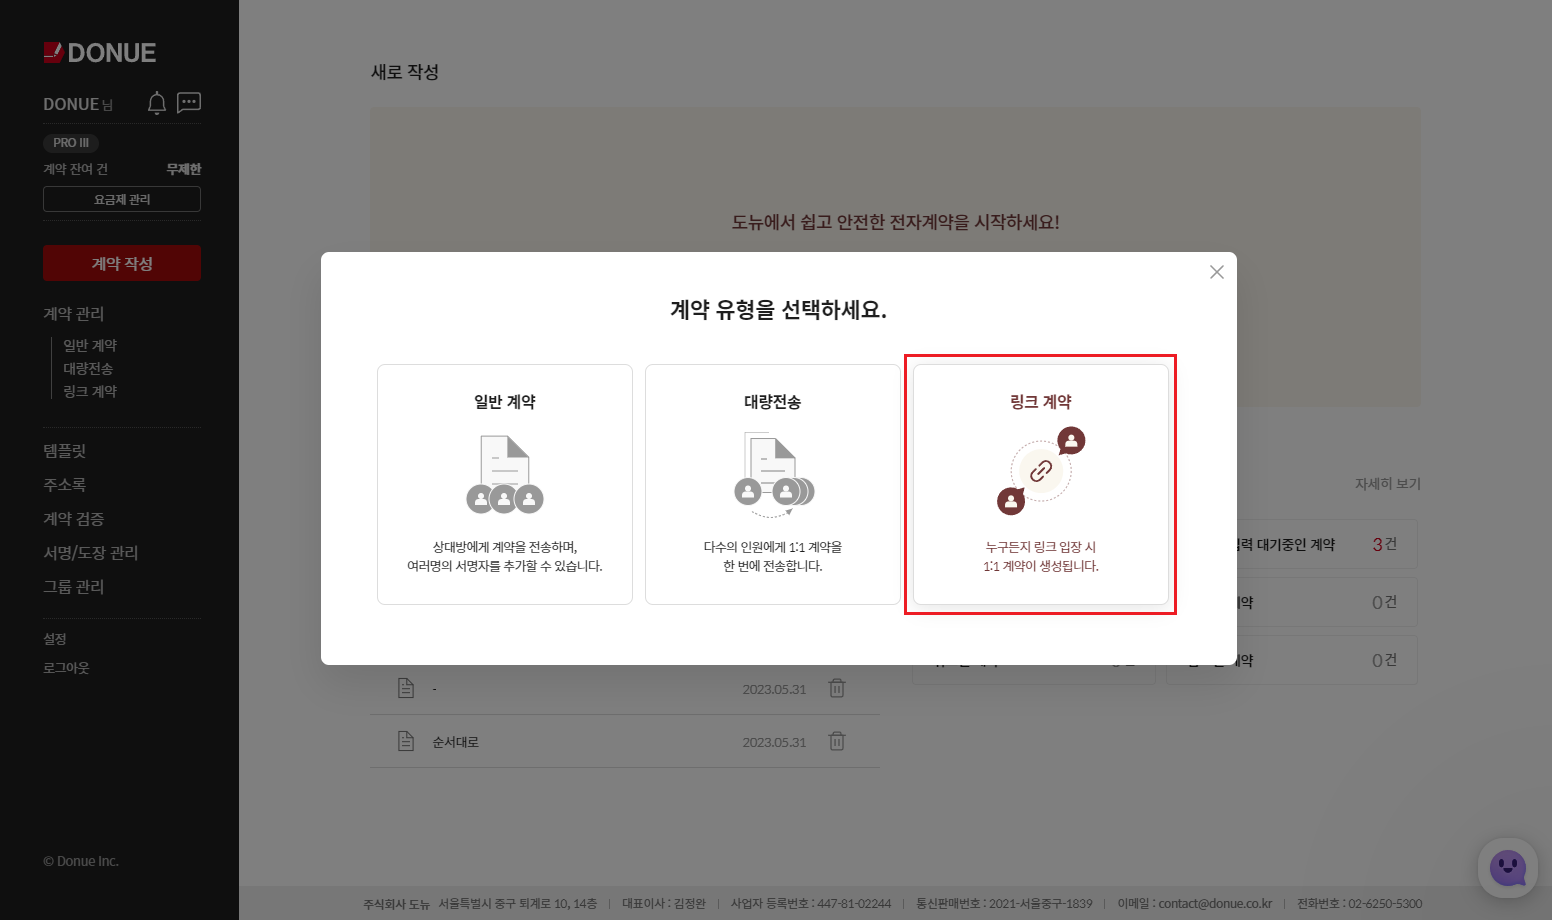 DONUE
DONUE 님
PRO III
계약 잔여 건 무제한
요금제 관리
계약 작성
계약 관리
일반 계약
대량전송
링크 계약
템플릿
주소록
계약 검증
서명/도장 관리
그룹 관리
설정
로그아웃
© Donue Inc.
새로 작성
도뉴에서 쉽고 안전한 전자계약을 시작하세요!
계약 유형을 선택하세요.
일반 계약
상대방에게 계약을 전송하며,
여러명의 서명자를 추가할 수 있습니다.
대량전송
다수의 인원에게 1:1 계약을
한 번에 전송합니다.
링크 계약
누구든지 링크 입장 시
1:1 계약이 생성됩니다.
자세히 보기
대기중인 계약 3 건
계약 0 건
계약 0 건
- 2023.05.31
순서대로 2023.05.31
주식회사 도뉴 서울특별시 중구 퇴계로 10, 14층 | 대표이사 : 김정완 | 사업자 등록번호 : 447-81-02244 | 통신판매번호 : 2021-서울중구-1839 | 이메일 : contact@donue.co.kr | 전화번호 : 02-6250-5300